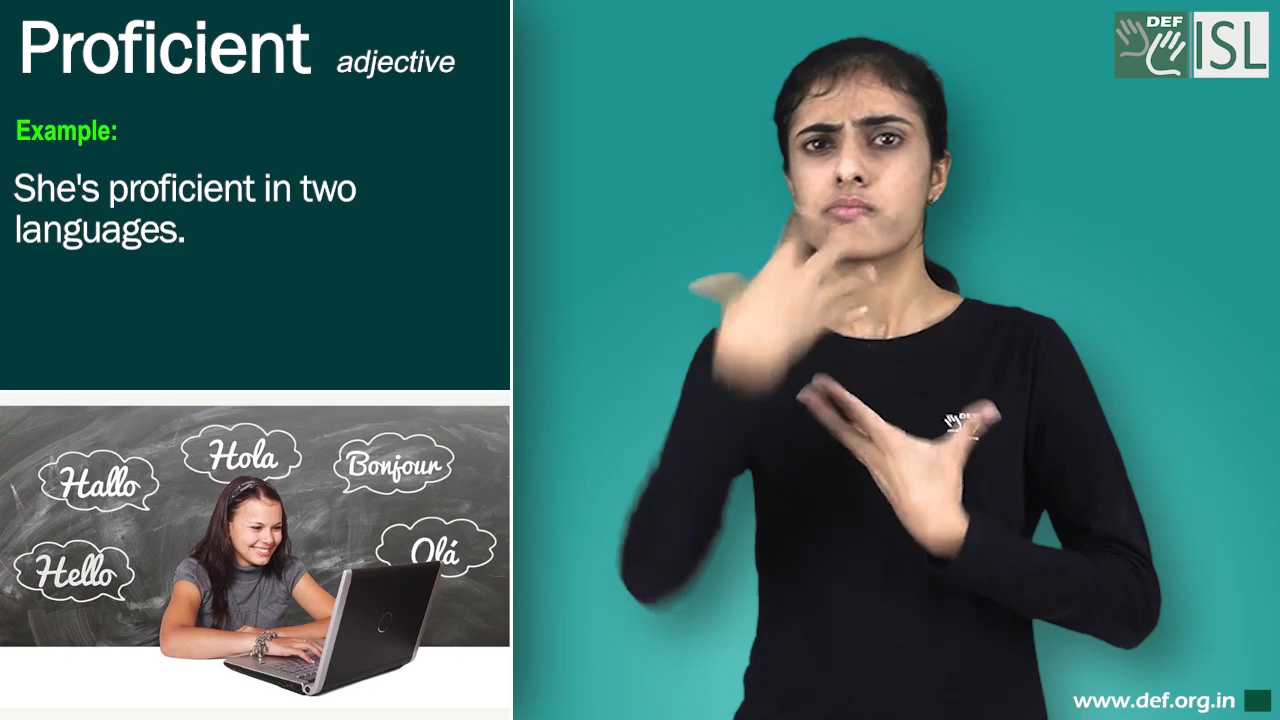 Proficient adjective
Example:
She's proficient in two
languages.
Hallo
Hola
Bonjour
Hello
Olá
DEF
ISL
www.def.org.in